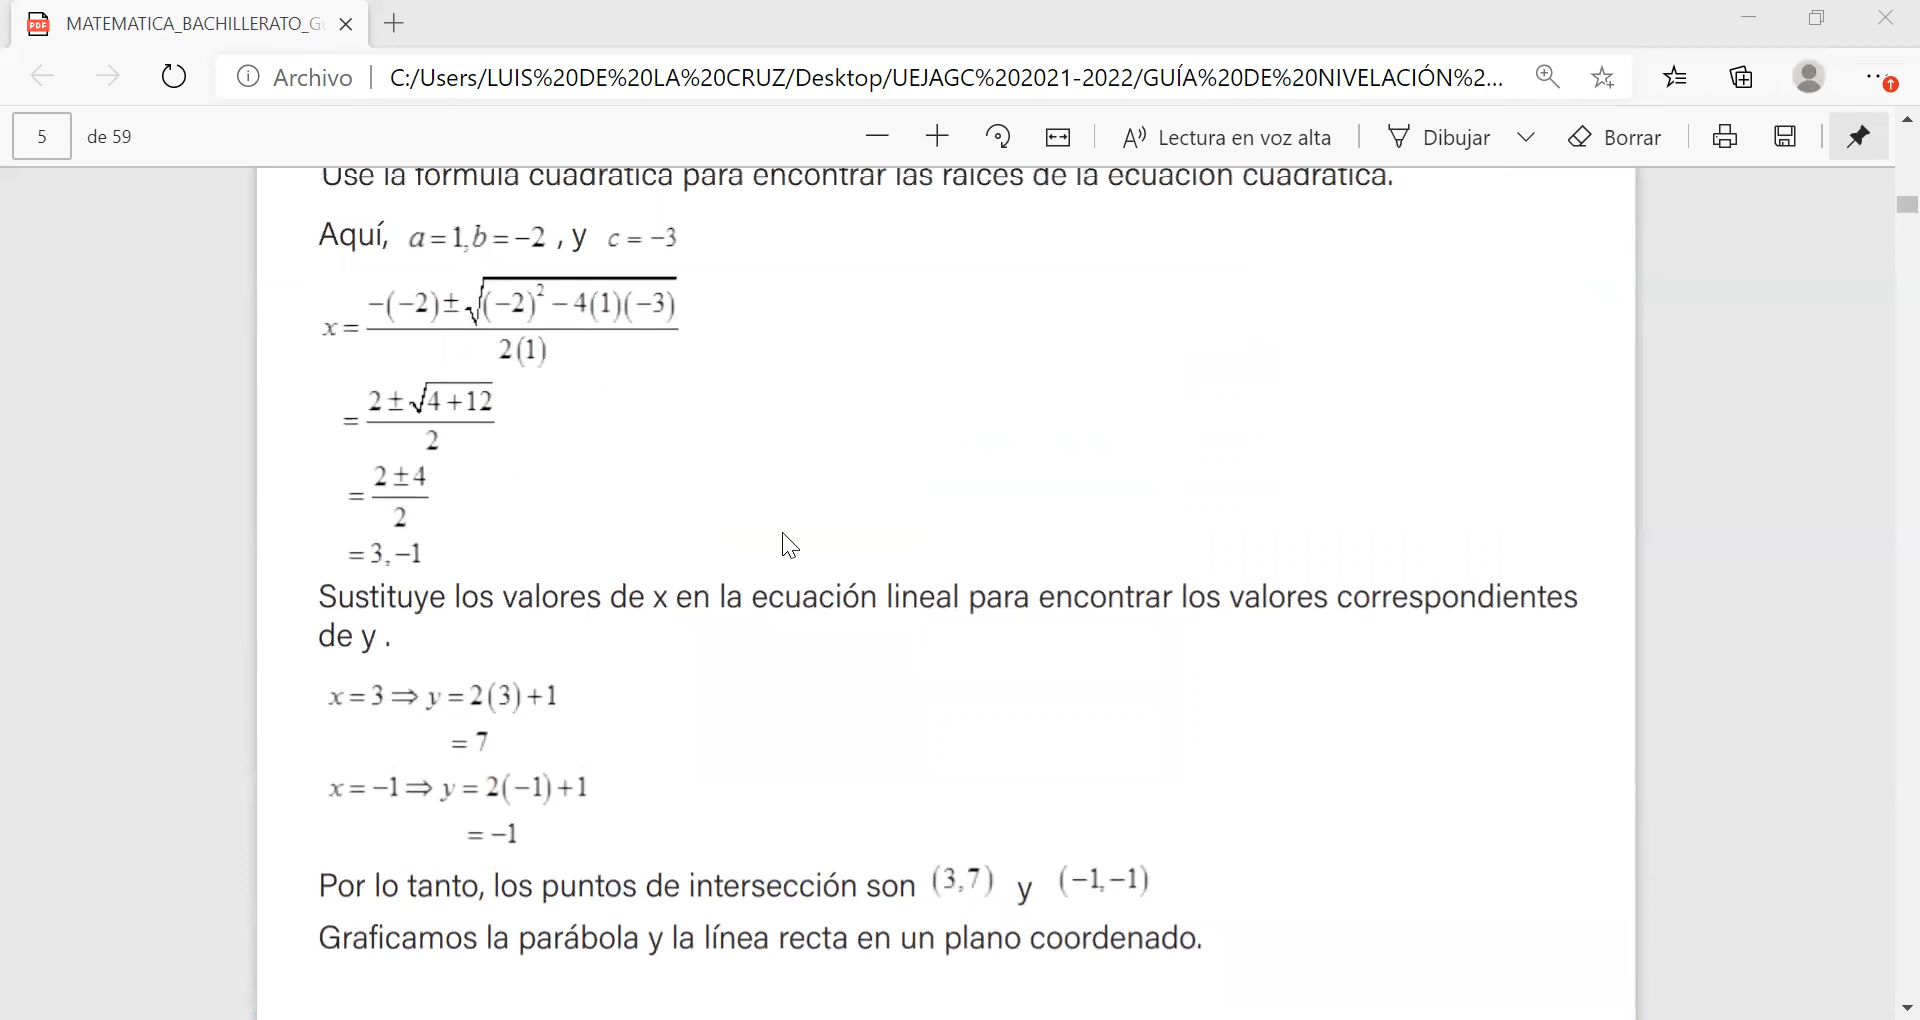 MATEMATICA_BACHILLERATO_G
Archivo | C:/Users/LUIS%20DE%20LA%20CRUZ/Desktop/UEJAGC%202021-2022/GUÍA%20DE%20NIVELACIÓN%2...
5 de 59 Lectura en voz alta Dibujar Borrar
Use la fórmula cuadrática para encontrar las raíces de la ecuación cuadrática.
Aquí, a=1,b=−2 , y c=−3
x= −(−2)±√(−2)²−4(1)(−3)
2(1)
= 2±√4+12
2
= 2±4
2
=3,−1
Sustituye los valores de x en la ecuación lineal para encontrar los valores correspondientes
de y .
x=3⇒y=2(3)+1
=7
x=−1⇒y=2(−1)+1
=−1
Por lo tanto, los puntos de intersección son (3,7) y (−1,−1)
Graficamos la parábola y la línea recta en un plano coordenado.